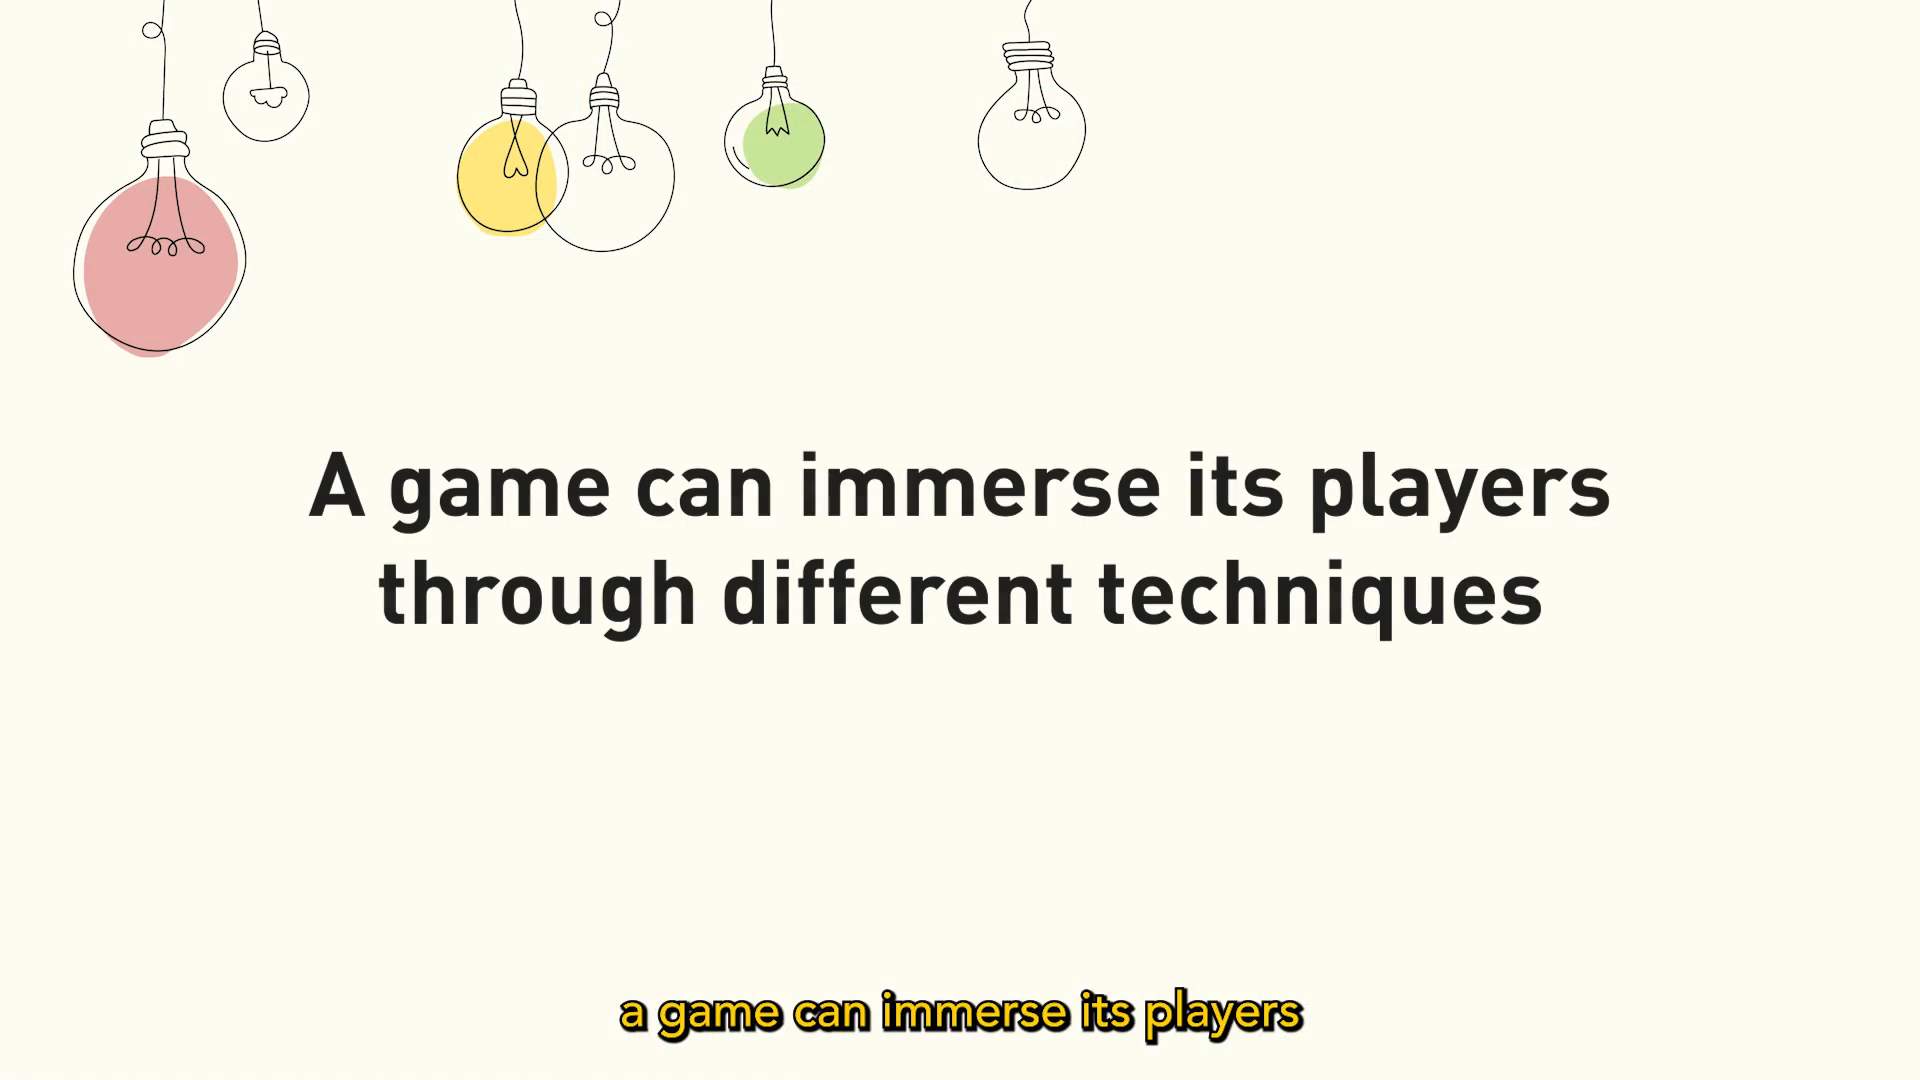 A game can immerse its players
through different techniques
a game can immerse its players